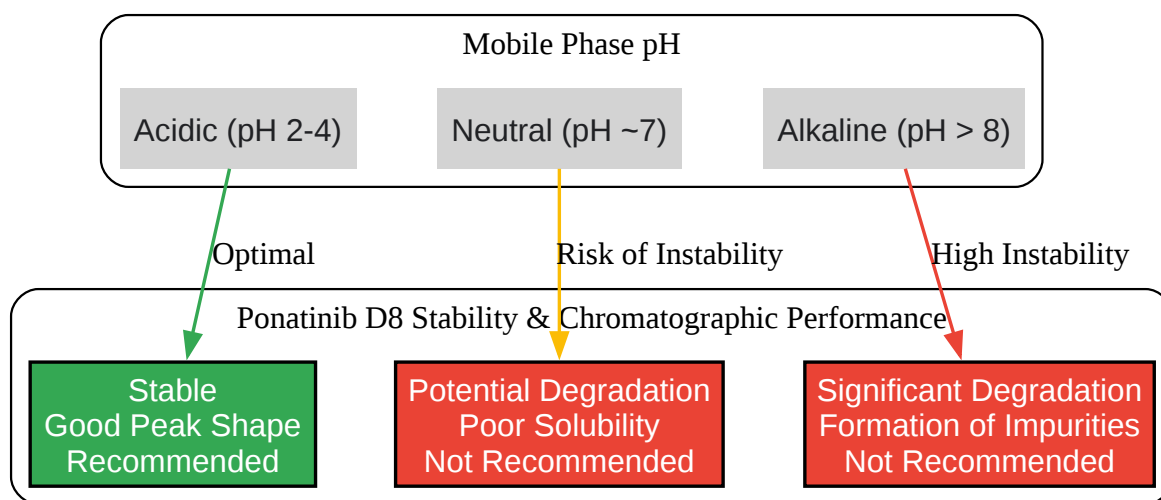 Mobile Phase pH
Acidic (pH 2-4)
Neutral (pH ~7)
Alkaline (pH > 8)
Optimal
Risk of Instability
High Instability
Ponatinib D8 Stability & Chromatographic Performance
Stable
Good Peak Shape
Recommended
Potential Degradation
Poor Solubility
Not Recommended
Significant Degradation
Formation of Impurities
Not Recommended